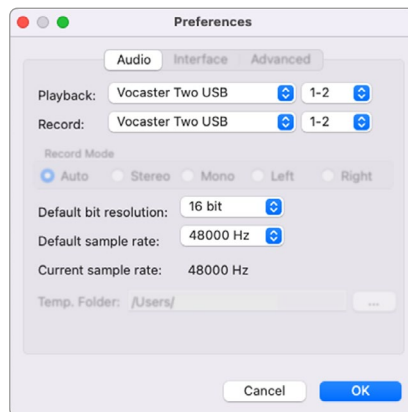 Preferences
Audio Interface Advanced
Playback: Vocaster Two USB 1-2
Record: Vocaster Two USB 1-2
Record Mode
Auto Stereo Mono Left Right
Default bit resolution: 16 bit
Default sample rate: 48000 Hz
Current sample rate: 48000 Hz
Temp. Folder: /Users/ ...
Cancel OK